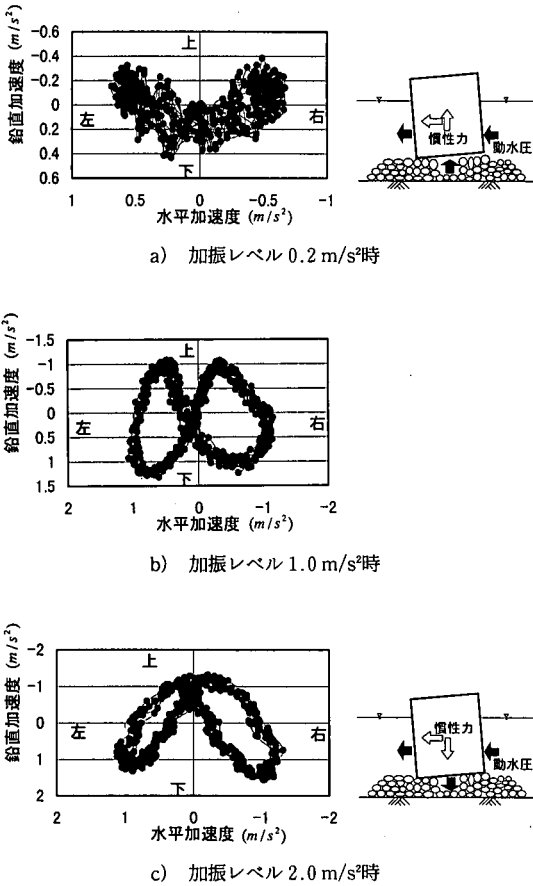 鉛直加速度 (m/s²)
-0.6
-0.4
-0.2
0
0.2
0.4
0.6
上
左
右
下
1
0.5
0
-0.5
-1
水平加速度 (m/s²)
慣性力
動水圧
a) 加振レベル 0.2 m/s²時
鉛直加速度 (m/s²)
-1.5
-1
-0.5
0
0.5
1
1.5
上
左
右
下
2
1
0
-1
-2
水平加速度 (m/s²)
b) 加振レベル 1.0 m/s²時
鉛直加速度 (m/s²)
-2
-1
0
1
2
上
左
右
下
2
1
0
-1
-2
水平加速度 (m/s²)
慣性力
動水圧
c) 加振レベル 2.0 m/s²時